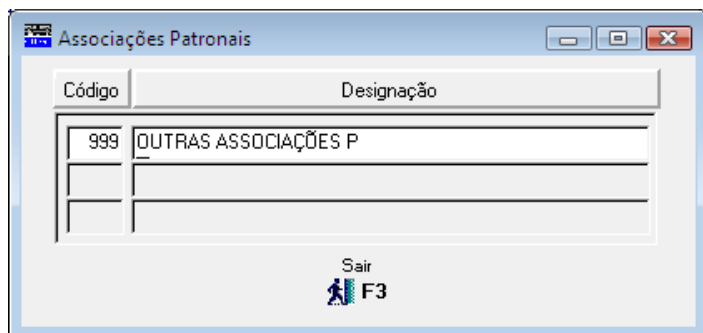 Associações Patronais
Código Designação
999 OUTRAS ASSOCIAÇÕES P
Sair
F3